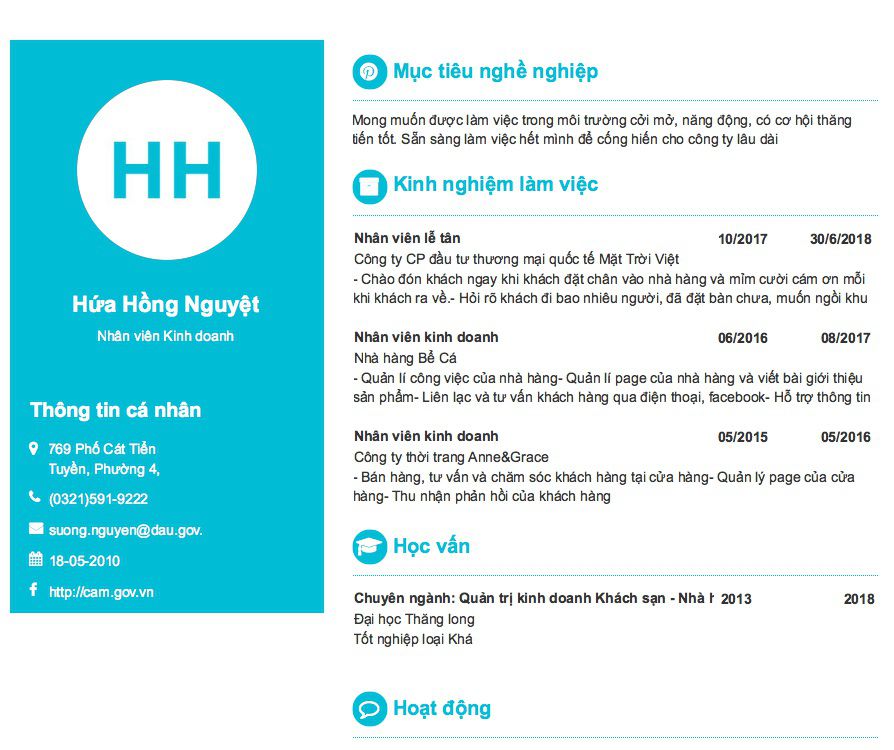 HH
Hứa Hồng Nguyệt
Nhân viên Kinh doanh
Thông tin cá nhân
769 Phố Cát Tiển
Tuyền, Phường 4,
(0321)591-9222
suong.nguyen@dau.gov.
18-05-2010
http://cam.gov.vn
Mục tiêu nghề nghiệp
Mong muốn được làm việc trong môi trường cởi mở, năng động, có cơ hội thăng
tiến tốt. Sẵn sàng làm việc hết mình để cống hiến cho công ty lâu dài
Kinh nghiệm làm việc
Nhân viên lễ tân 10/2017 30/6/2018
Công ty CP đầu tư thương mại quốc tế Mặt Trời Việt
- Chào đón khách ngay khi khách đặt chân vào nhà hàng và mỉm cười cám ơn mỗi
khi khách ra về.- Hỏi rõ khách đi bao nhiêu người, đã đặt bàn chưa, muốn ngồi khu
Nhân viên kinh doanh 06/2016 08/2017
Nhà hàng Bể Cá
- Quản lí công việc của nhà hàng- Quản lí page của nhà hàng và viết bài giới thiệu
sản phẩm- Liên lạc và tư vấn khách hàng qua điện thoại, facebook- Hỗ trợ thông tin
Nhân viên kinh doanh 05/2015 05/2016
Công ty thời trang Anne&Grace
- Bán hàng, tư vấn và chăm sóc khách hàng tại cửa hàng- Quản lý page của cửa
hàng- Thu nhận phản hồi của khách hàng
Học vấn
Chuyên ngành: Quản trị kinh doanh Khách sạn - Nhà h 2013 2018
Đại học Thăng long
Tốt nghiệp loại Khá
Hoạt động